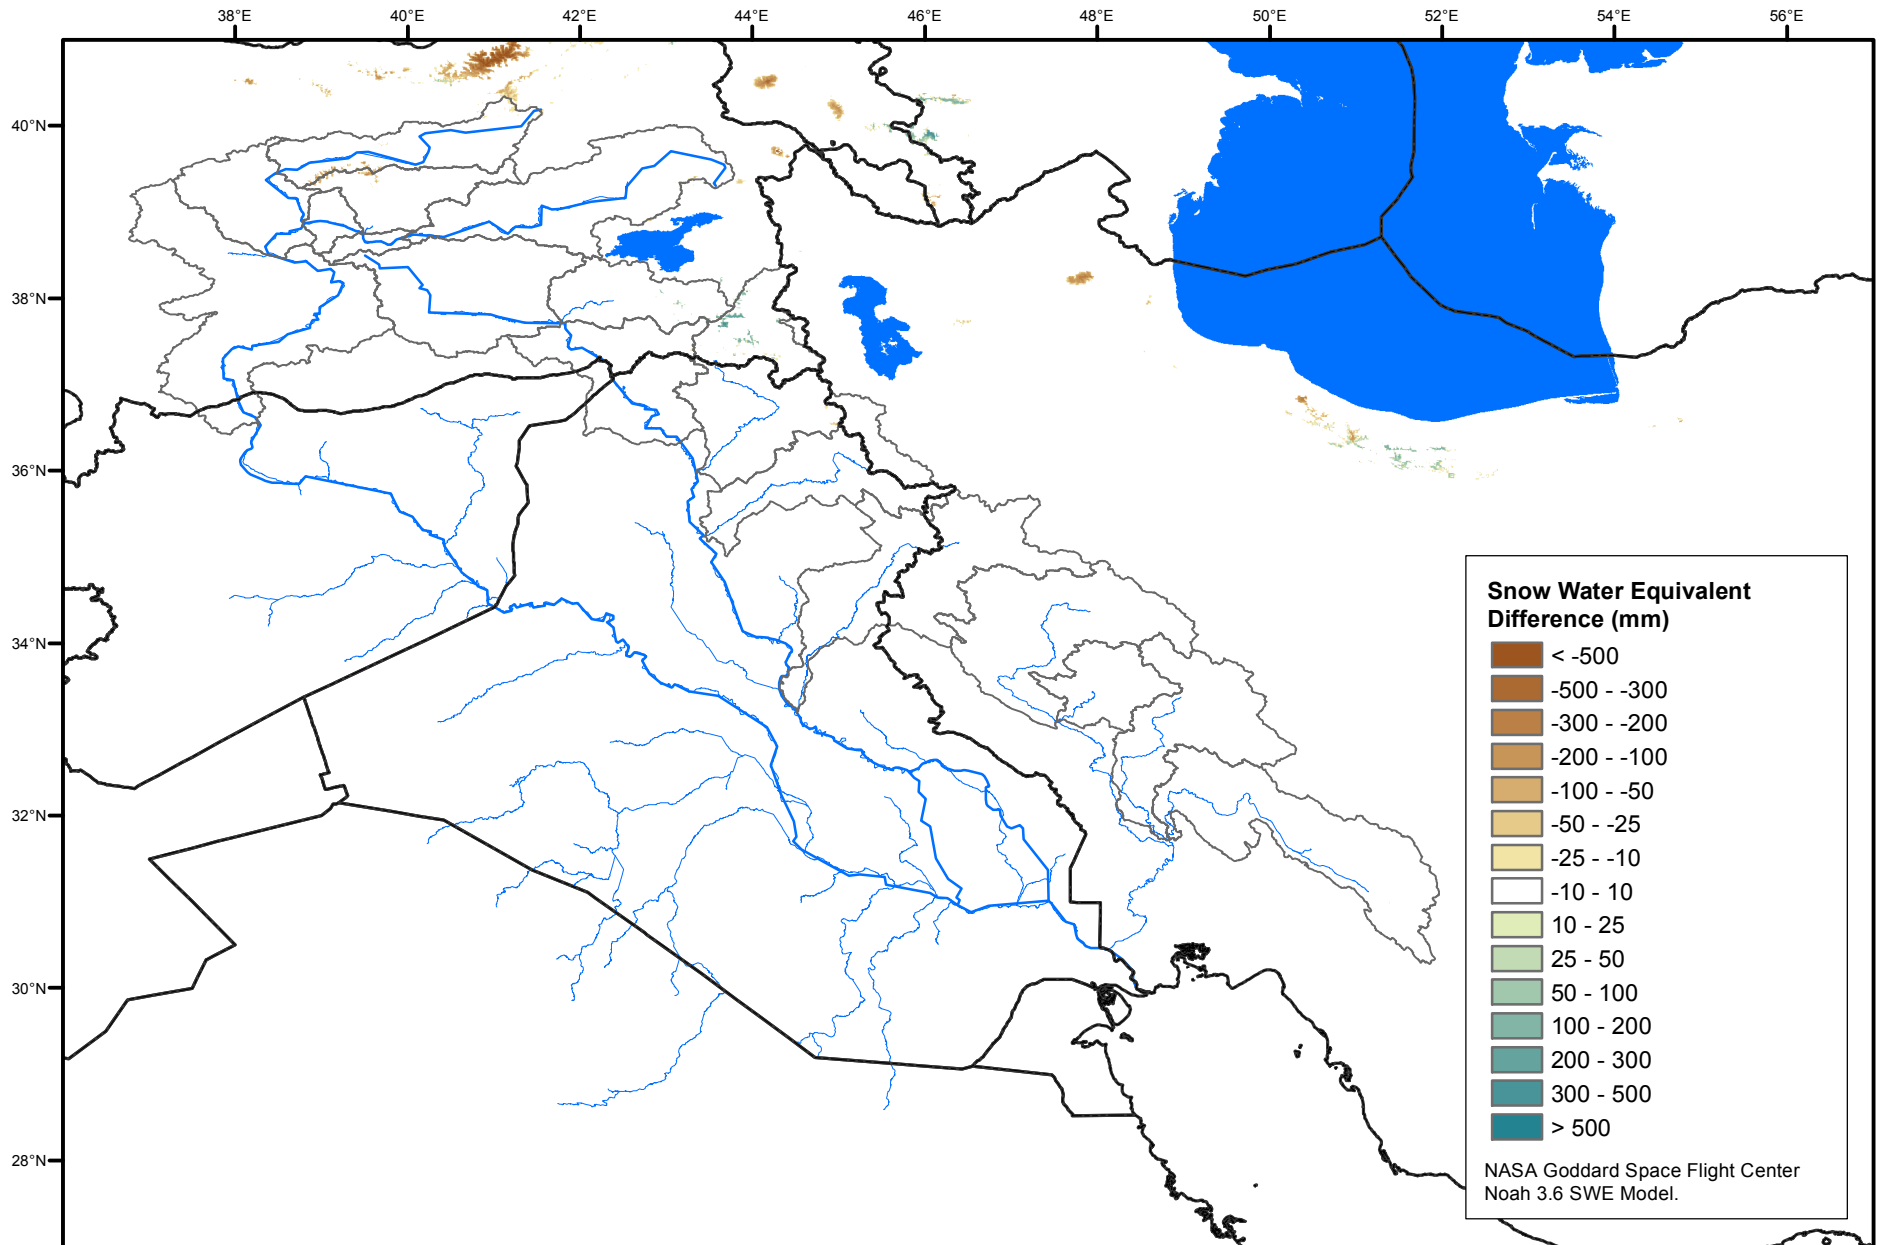 38°E 40°E 42°E 44°E 46°E 48°E 50°E 52°E 54°E 56°E
40°N
38°N
36°N
34°N
32°N
30°N
28°N
Snow Water Equivalent
Difference (mm)
< -500
-500 - -300
-300 - -200
-200 - -100
-100 - -50
-50 - -25
-25 - -10
-10 - 10
10 - 25
25 - 50
50 - 100
100 - 200
200 - 300
300 - 500
> 500
NASA Goddard Space Flight Center
Noah 3.6 SWE Model.